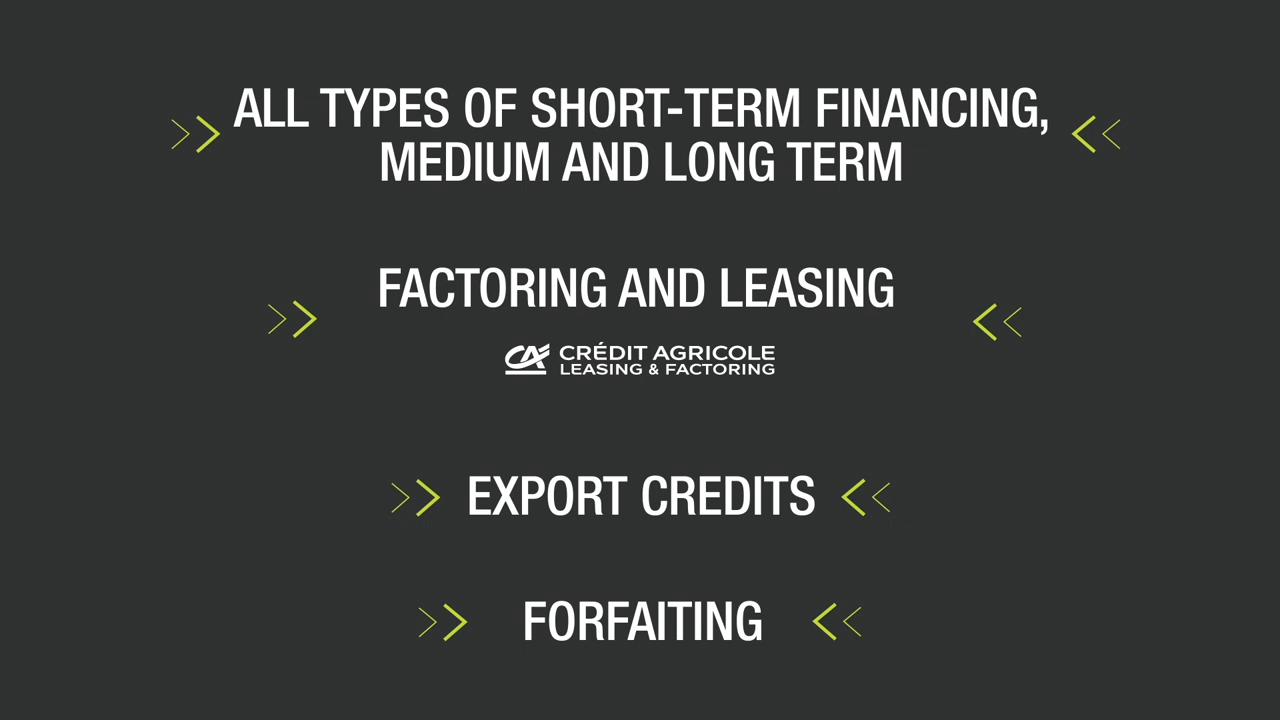 ALL TYPES OF SHORT-TERM FINANCING,
MEDIUM AND LONG TERM
FACTORING AND LEASING
CA CRÉDIT AGRICOLE
LEASING & FACTORING
EXPORT CREDITS
FORFAITING